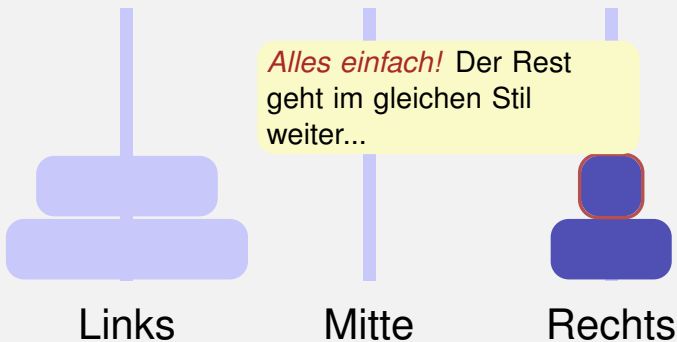 Alles einfach! Der Rest
geht im gleichen Stil
weiter...
Links Mitte Rechts